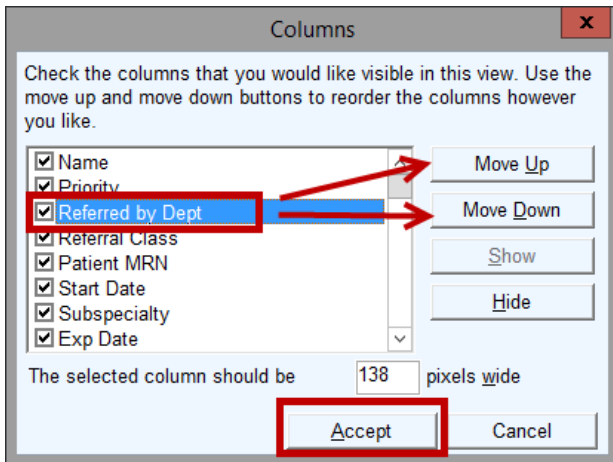 Columns
x
Check the columns that you would like visible in this view. Use the
move up and move down buttons to reorder the columns however
you like.
Name
Priority
Referred by Dept
Referral Class
Patient MRN
Start Date
Subspecialty
Exp Date
Move Up
Move Down
Show
Hide
The selected column should be 138 pixels wide
Accept Cancel